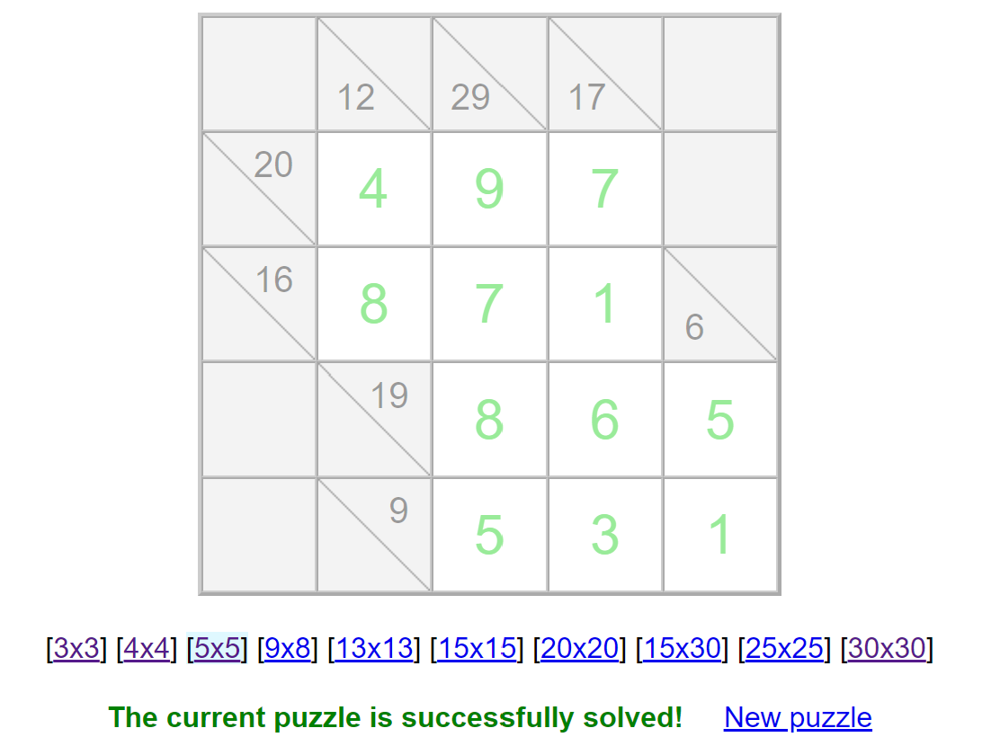 12 29 17
20 4 9 7
16 8 7 1 6
19 8 6 5
9 5 3 1
[3x3] [4x4] [5x5] [9x8] [13x13] [15x15] [20x20] [15x30] [25x25] [30x30]
The current puzzle is successfully solved! New puzzle